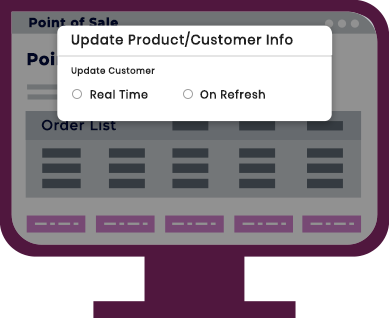 Point of Sale
Update Product/Customer Info
Poi
Update Customer
Real Time
On Refresh
Order List